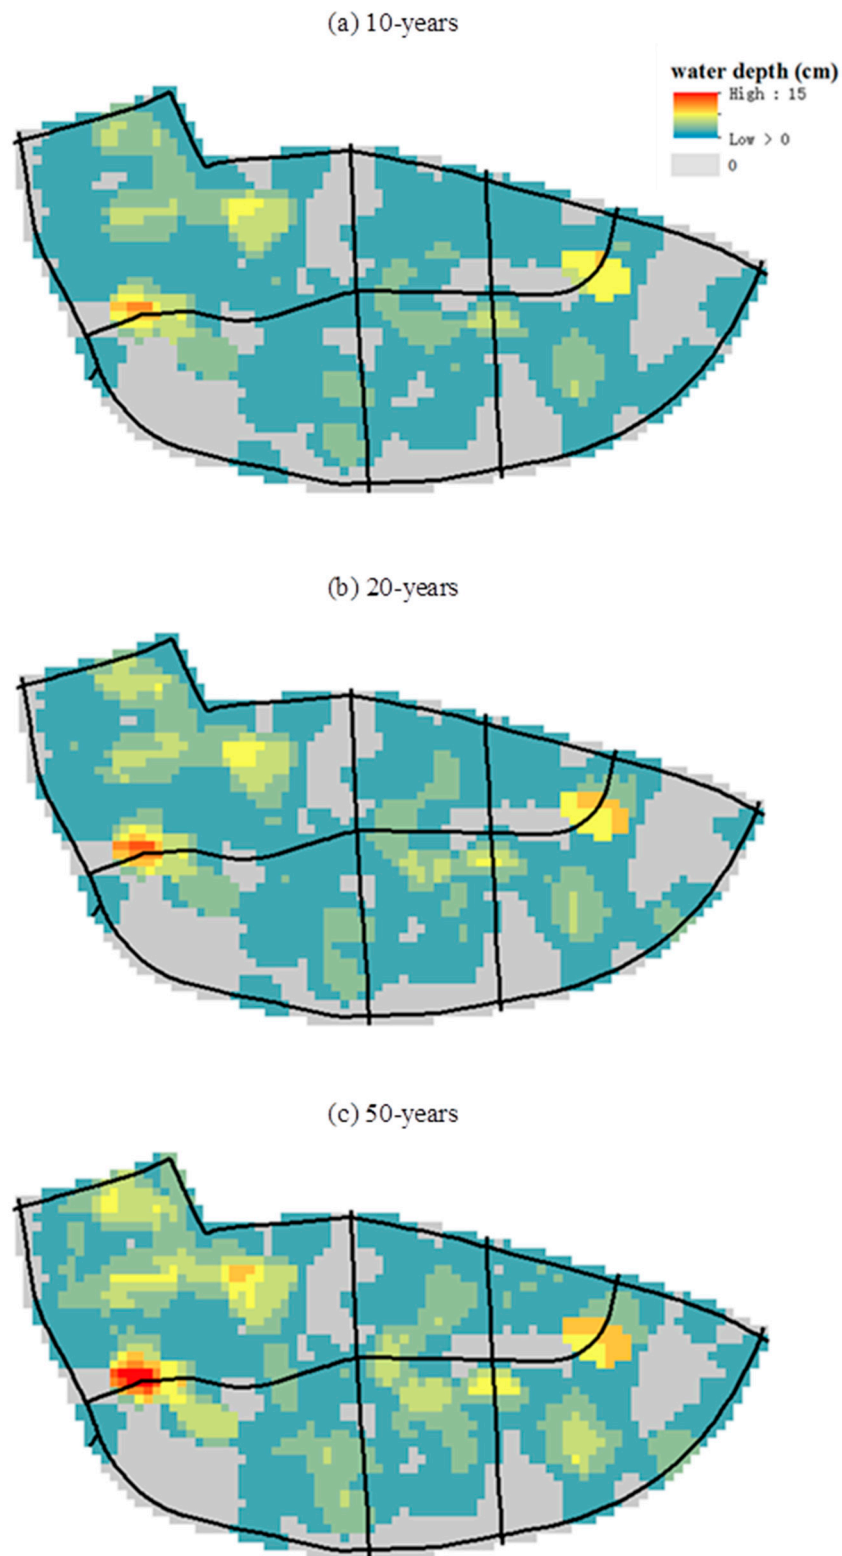 (a) 10-years
water depth (cm)
High : 15
Low > 0
0
(b) 20-years
(c) 50-years